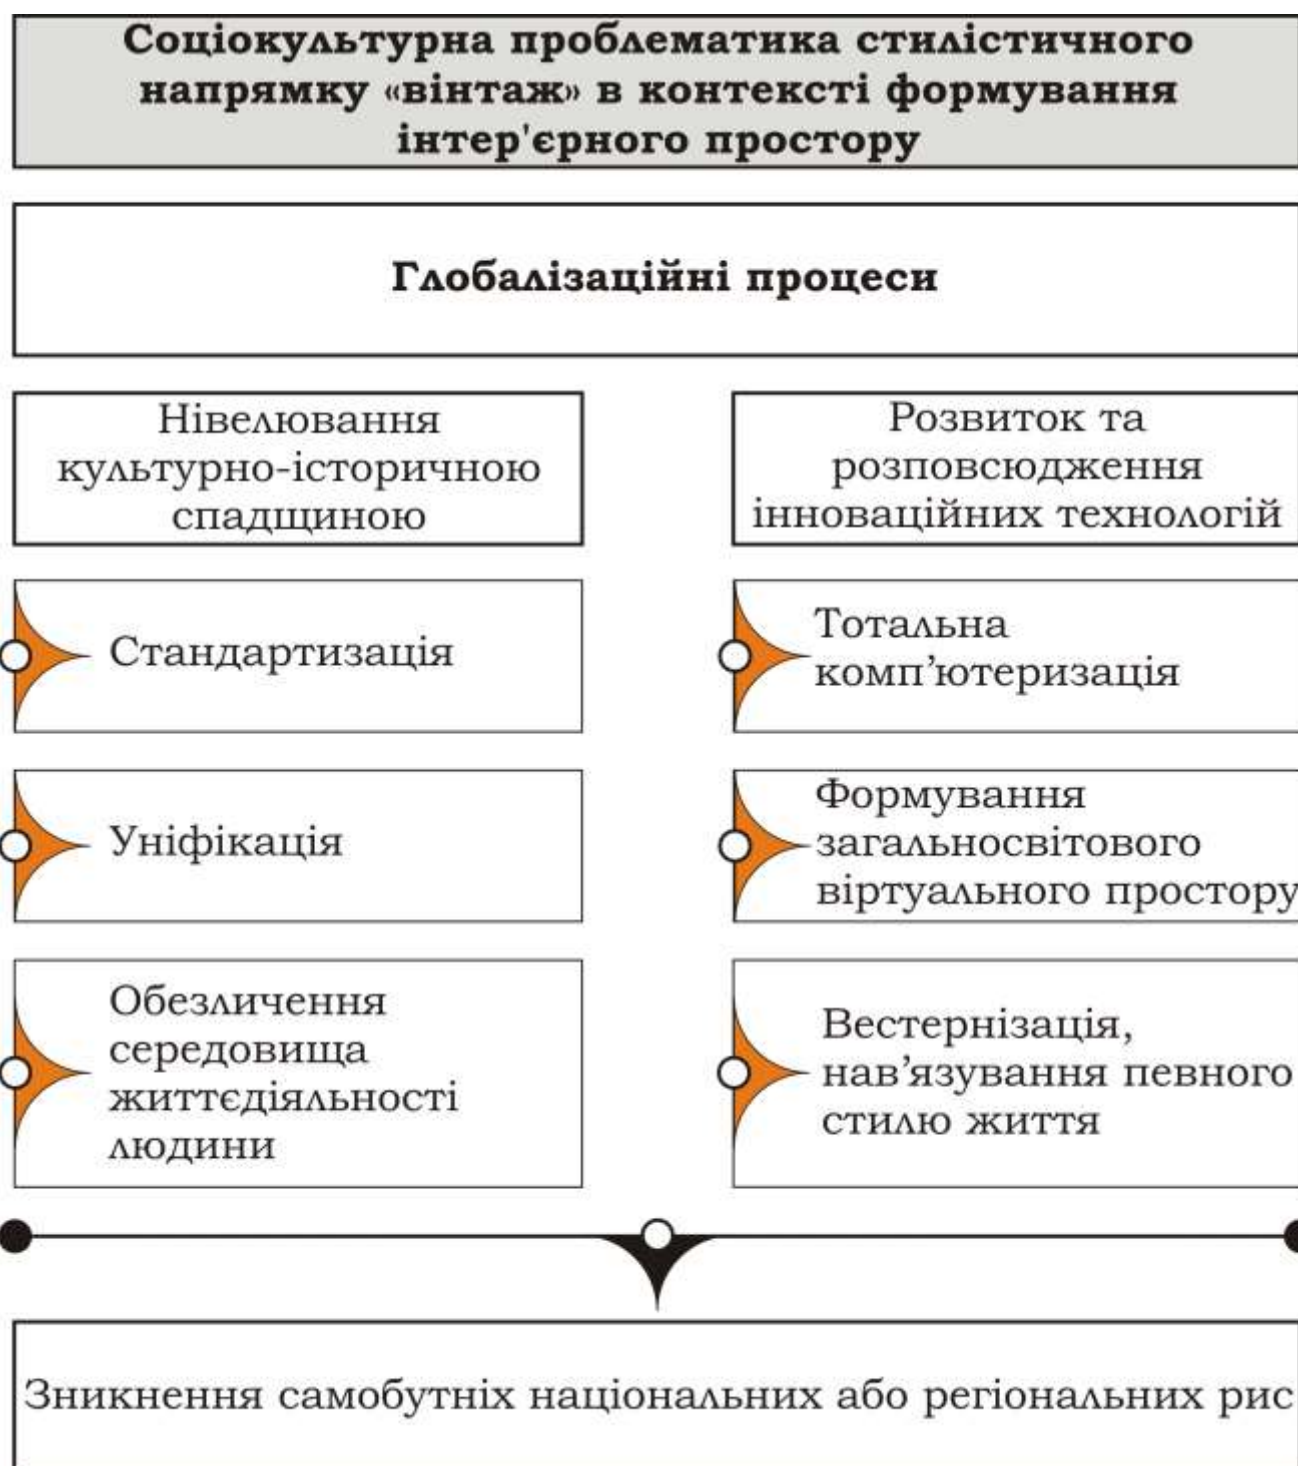 Соціокультурна проблематика стилістичного
напрямку «вінтаж» в контексті формування
інтер'єрного простору
Глобалізаційні процеси
Нівелювання
культурно-історичною
спадщиною
Стандартизація
Уніфікація
Обезличення
середовища
життєдіяльності
людини
Розвиток та
розповсюдження
інноваційних технологій
Тотальна
комп’ютеризація
Формування
загальносвітового
віртуального простору
Вестернізація,
нав’язування певного
стилю життя
Зникнення самобутніх національних або регіональних рис